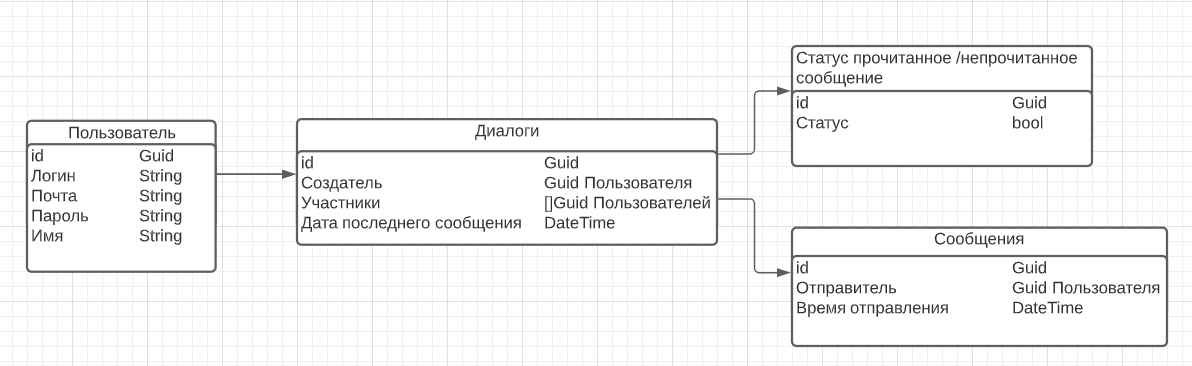 Пользователь
id Guid
Логин String
Почта String
Пароль String
Имя String
Диалоги
id Guid
Создатель Guid Пользователя
Участники []Guid Пользователей
Дата последнего сообщения DateTime
Статус прочитанное /непрочитанное
сообщение
id Guid
Статус bool
Сообщения
id Guid
Отправитель Guid Пользователя
Время отправления DateTime